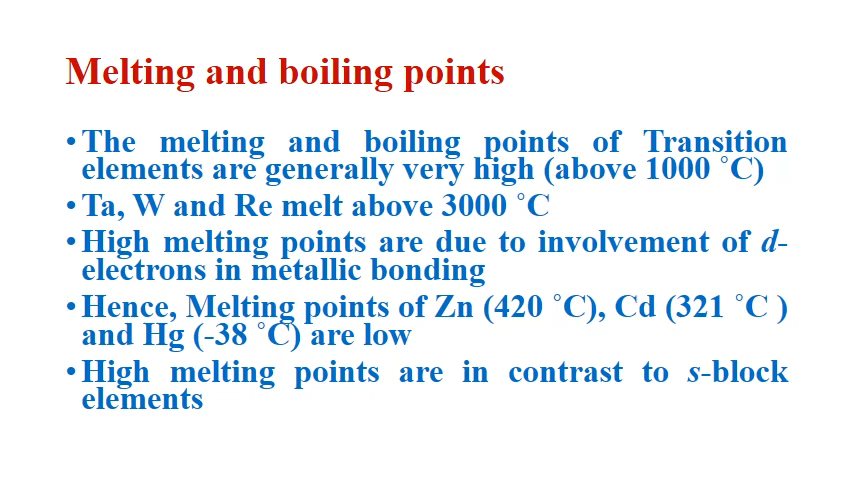 Melting and boiling points
• The melting and boiling points of Transition
elements are generally very high (above 1000 ˚C)
• Ta, W and Re melt above 3000 ˚C
• High melting points are due to involvement of d-
electrons in metallic bonding
• Hence, Melting points of Zn (420 ˚C), Cd (321 ˚C )
and Hg (-38 ˚C) are low
• High melting points are in contrast to s-block
elements